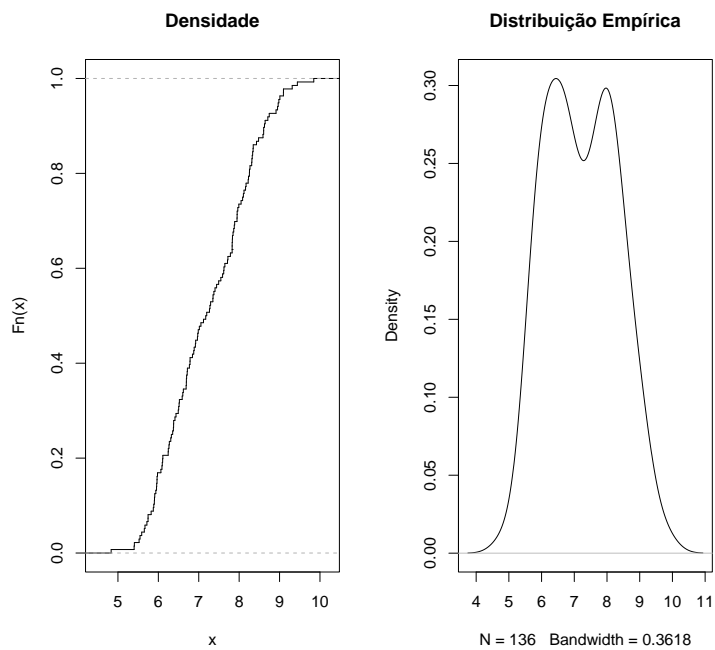 Densidade
Fn(x)
1.0
0.8
0.6
0.4
0.2
0.0
5 6 7 8 9 10
x
Distribuição Empírica
Density
0.30
0.25
0.20
0.15
0.10
0.05
0.00
4 5 6 7 8 9 10 11
N = 136 Bandwidth = 0.3618